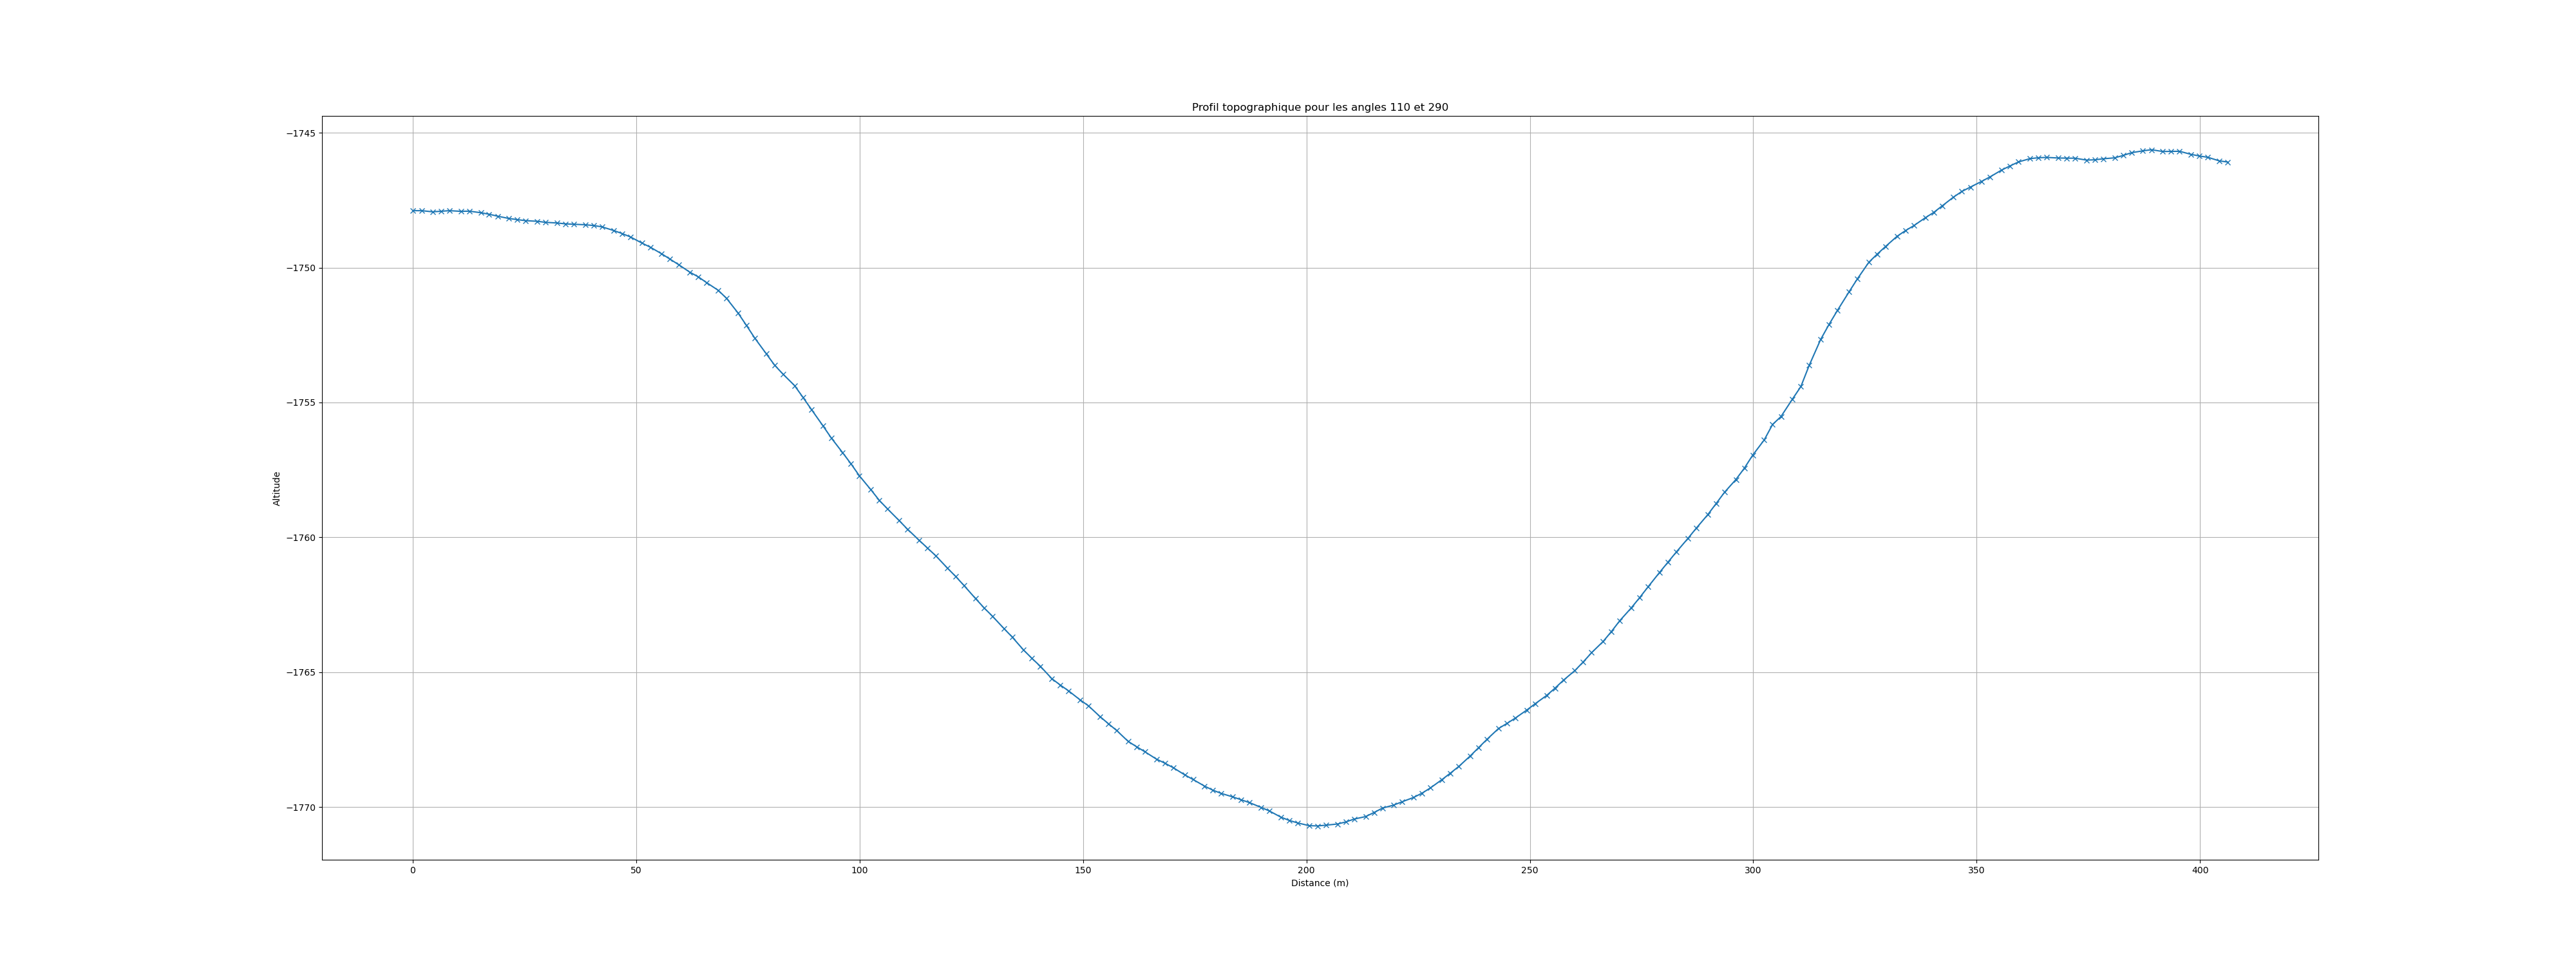 Profil topographique pour les angles 110 et 290
−1745
−1750
−1755
−1760
−1765
−1770
Altitude
0 50 100 150 200 250 300 350 400
Distance (m)